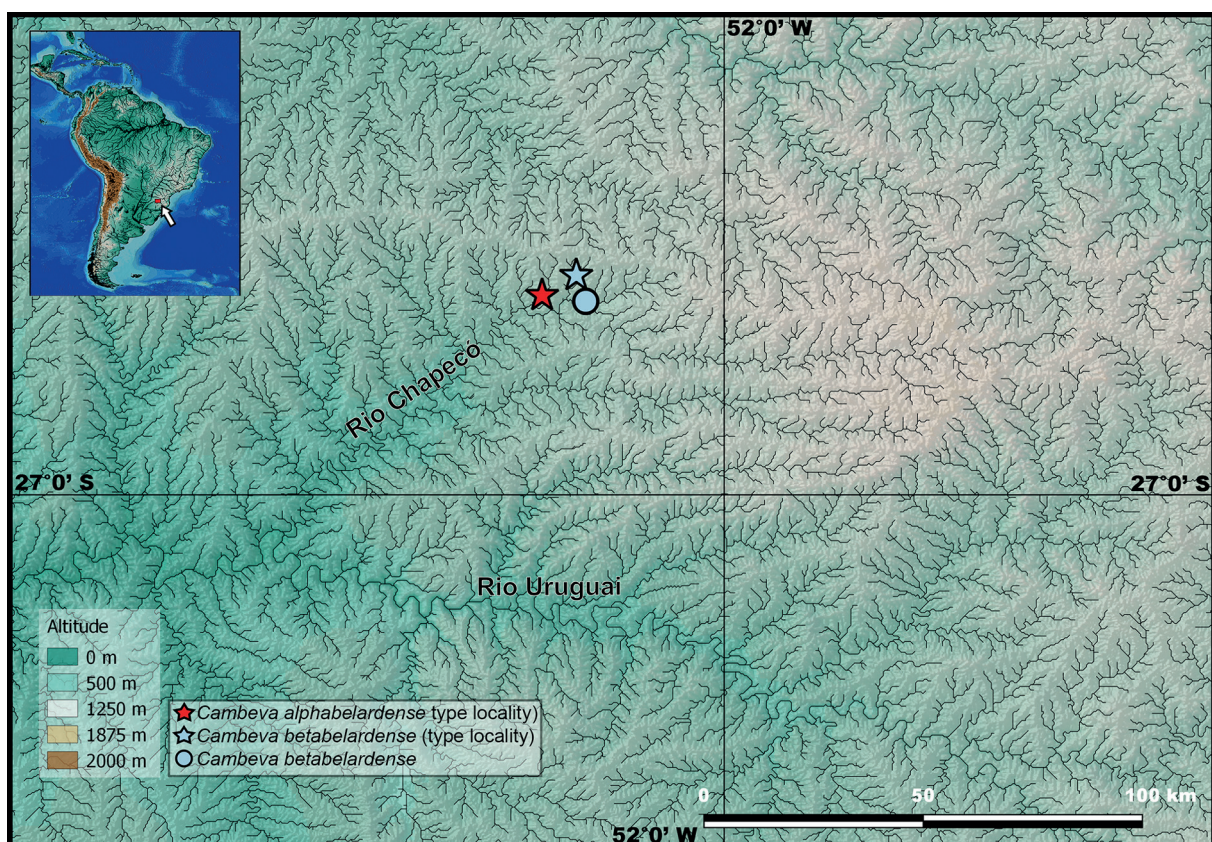 52°0' W
Rio Chapecó
27°0' S
27°0' S
Rio Uruguai
Altitude
0 m
500 m
1250 m
1875 m
2000 m
Cambeva alphabelardense type locality)
Cambeva betabelardense (type locality)
Cambeva betabelardense
0 50 100 km
52°0' W